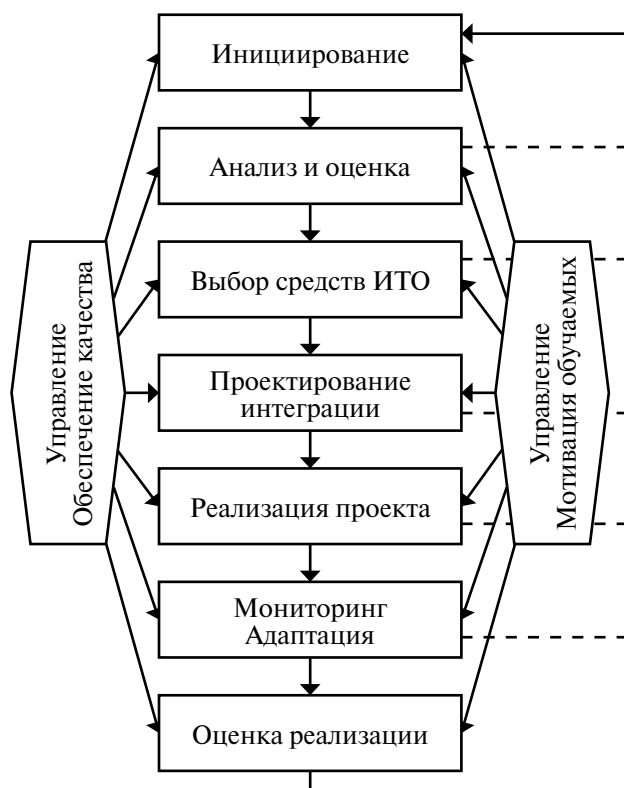 Инициирование
Анализ и оценка
Выбор средств ИТО
Проектирование
интеграции
Реализация проекта
Мониторинг
Адаптация
Оценка реализации
Управление
Обеспечение качества
Управление
Мотивация обучаемых